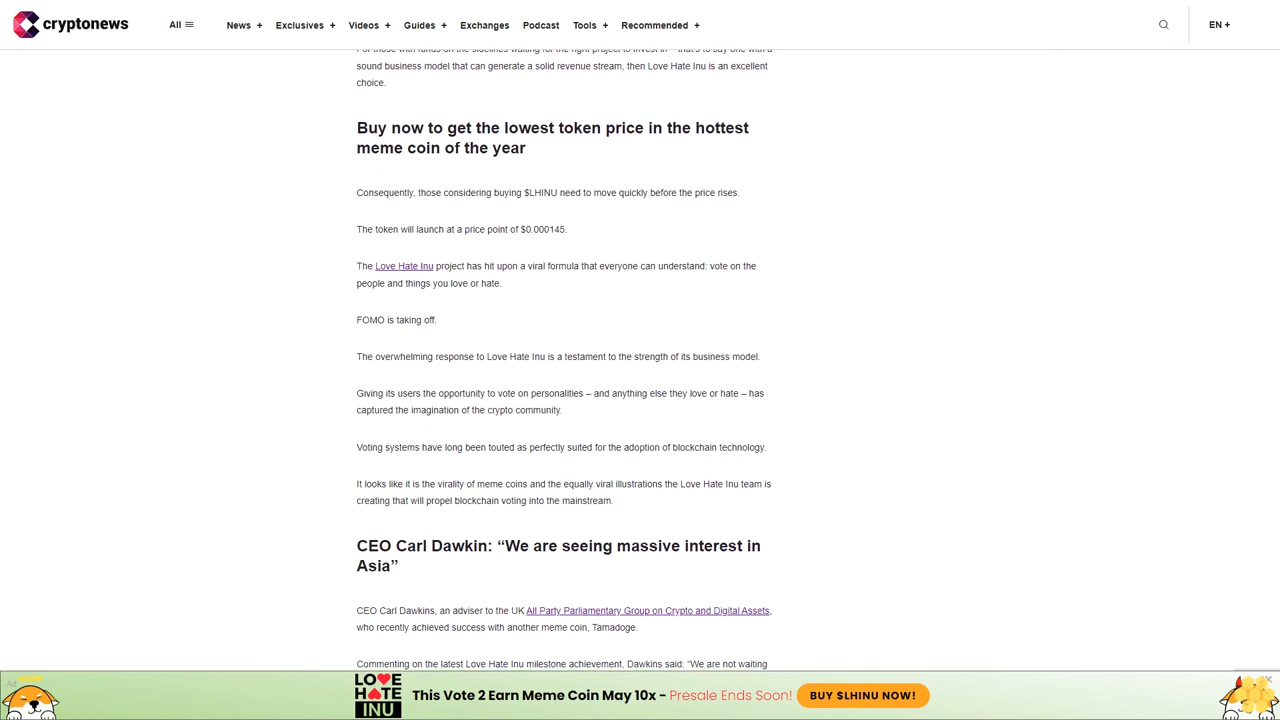 cryptonews
All
News +
Exclusives +
Videos +
Guides +
Exchanges
Podcast
Tools +
Recommended +
EN +
For those with funds on the sidelines waiting for the right project to invest in – that's to say one with a
sound business model that can generate a solid revenue stream, then Love Hate Inu is an excellent
choice.
Buy now to get the lowest token price in the hottest
meme coin of the year
Consequently, those considering buying $LHINU need to move quickly before the price rises.
The token will launch at a price point of $0.000145.
The Love Hate Inu project has hit upon a viral formula that everyone can understand: vote on the
people and things you love or hate.
FOMO is taking off.
The overwhelming response to Love Hate Inu is a testament to the strength of its business model.
Giving its users the opportunity to vote on personalities – and anything else they love or hate – has
captured the imagination of the crypto community.
Voting systems have long been touted as perfectly suited for the adoption of blockchain technology.
It looks like it is the virality of meme coins and the equally viral illustrations the Love Hate Inu team is
creating that will propel blockchain voting into the mainstream.
CEO Carl Dawkin: “We are seeing massive interest in
Asia”
CEO Carl Dawkins, an adviser to the UK All Party Parliamentary Group on Crypto and Digital Assets,
who recently achieved success with another meme coin, Tamadoge.
Commenting on the latest Love Hate Inu milestone achievement, Dawkins said: “We are not waiting
Ad
LOVE
HATE
INU
This Vote 2 Earn Meme Coin May 10x - Presale Ends Soon!
BUY $LHINU NOW!